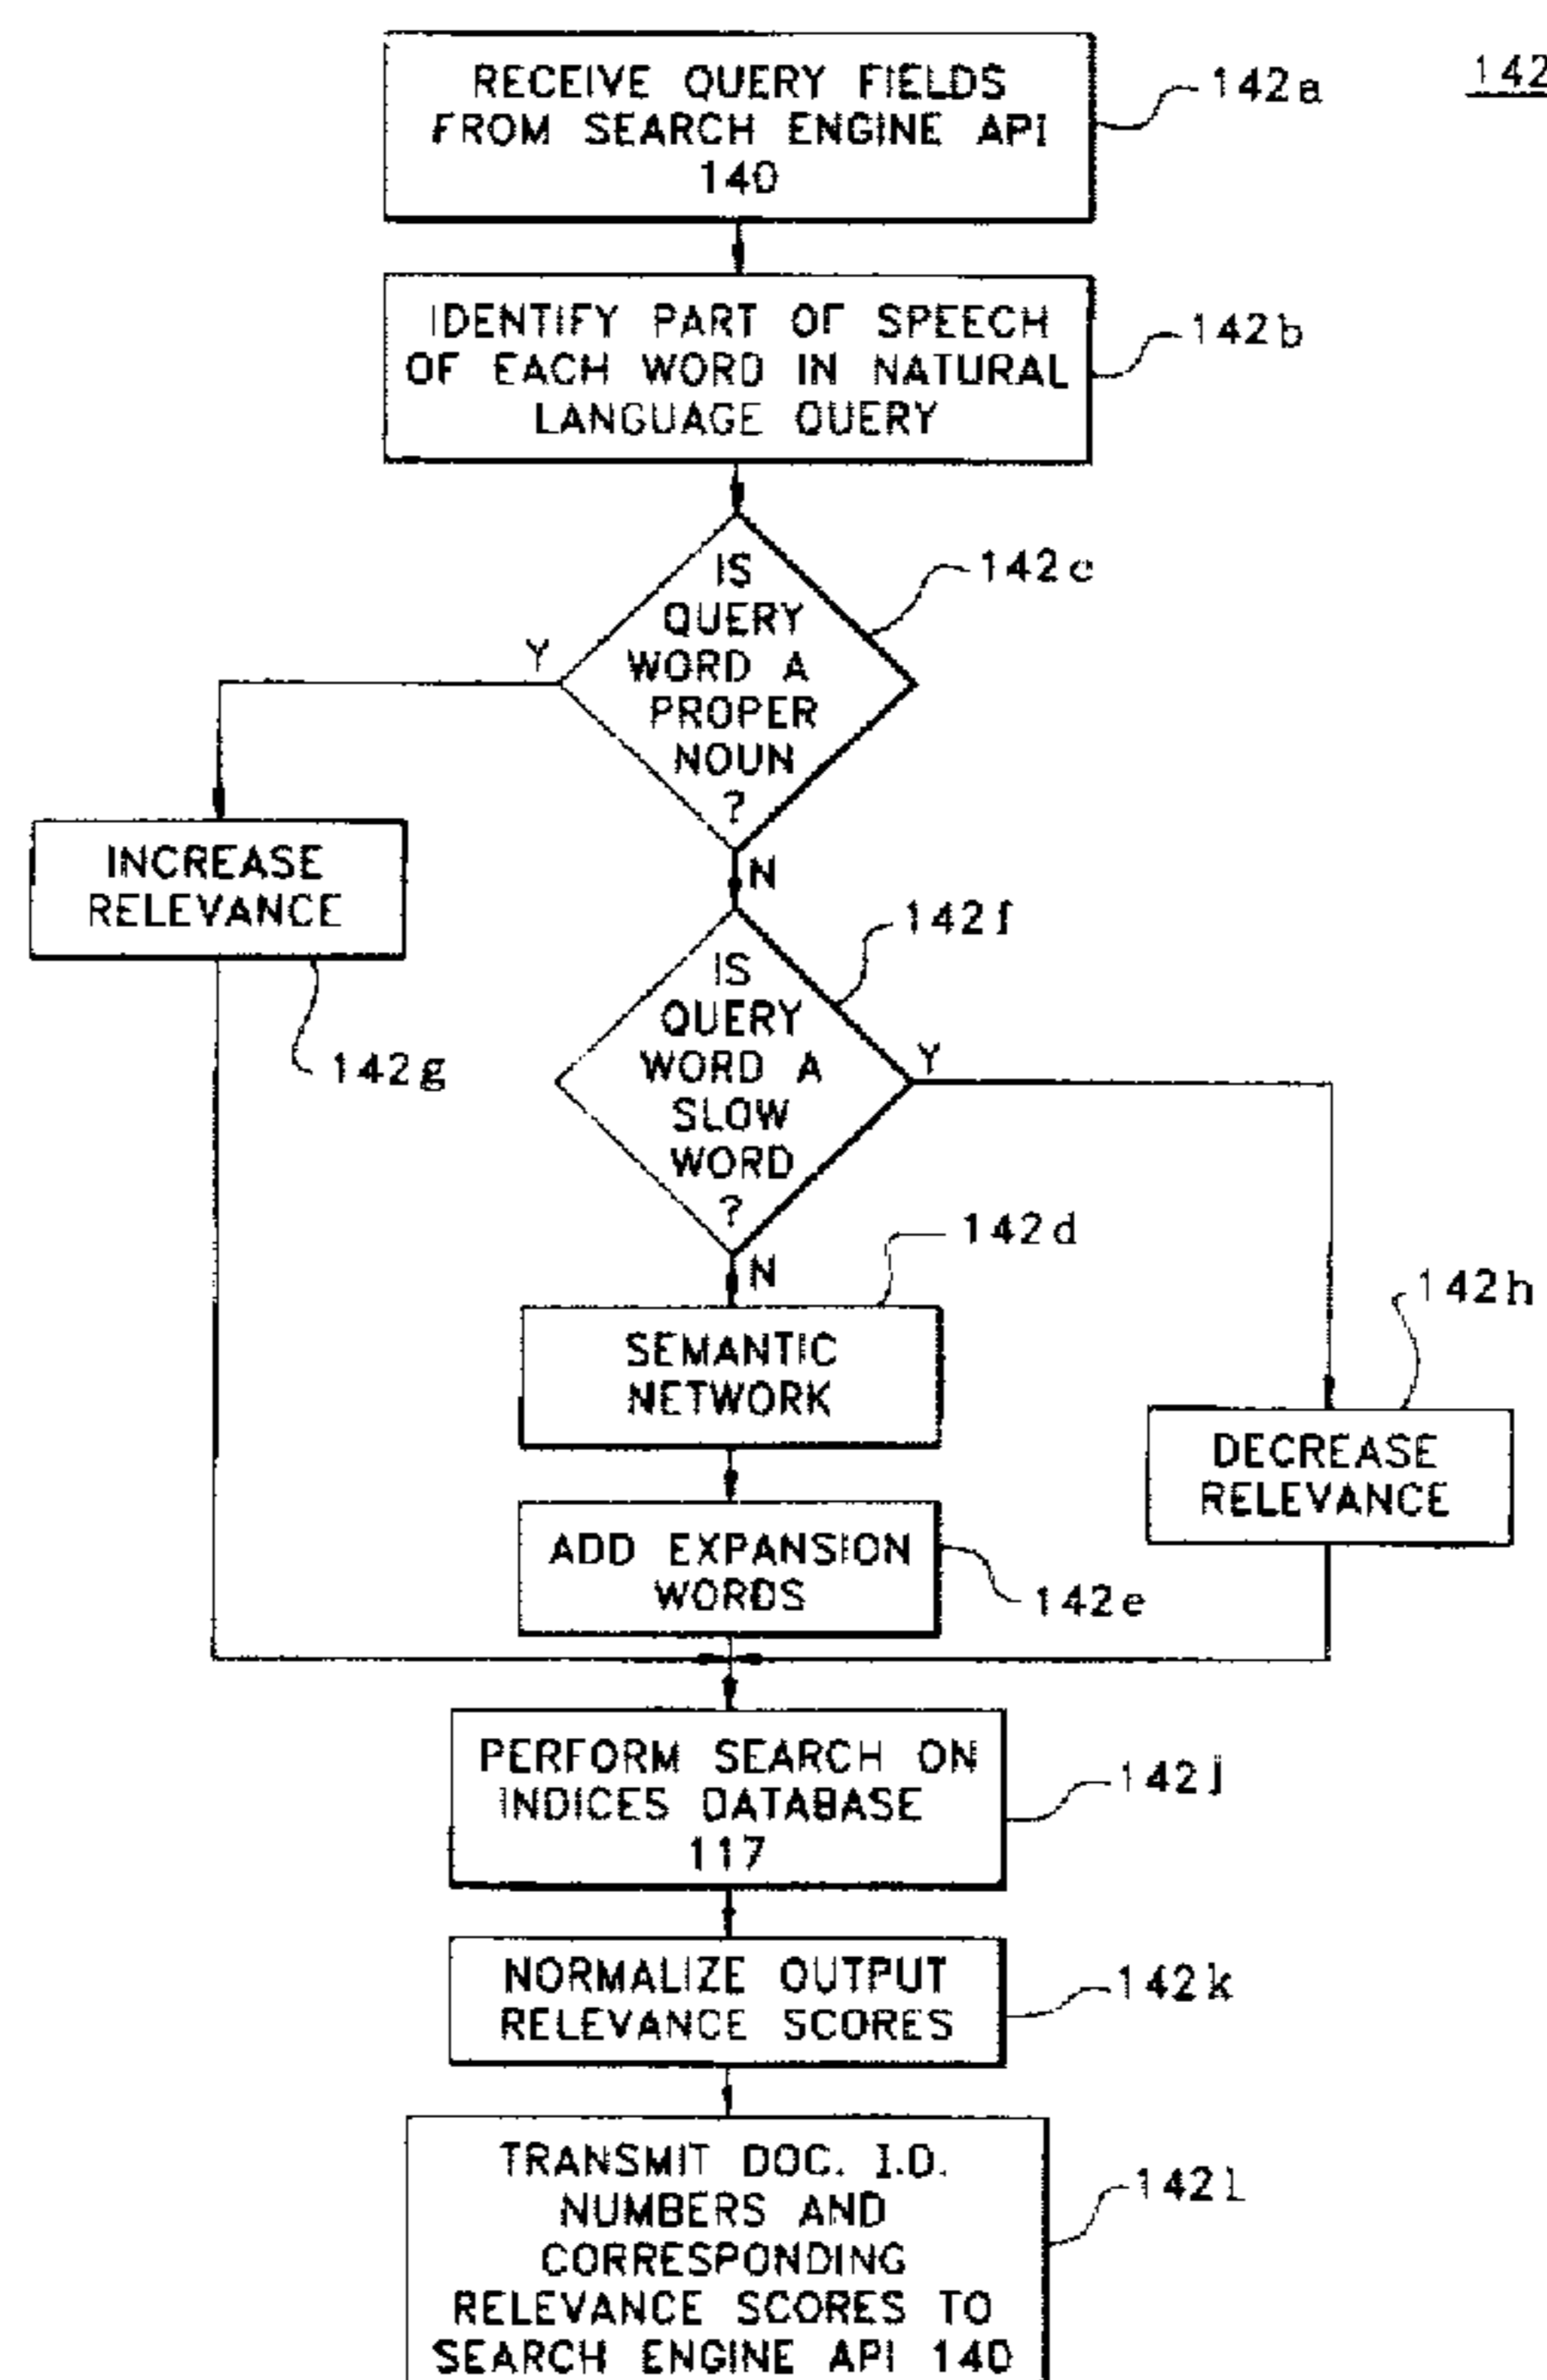 142
RECEIVE QUERY FIELDS
FROM SEARCH ENGINE API
140
142a
IDENTIFY PART OF SPEECH
OF EACH WORD IN NATURAL
LANGUAGE QUERY
142b
IS
QUERY
WORD A
PROPER
NOUN
?
142c
Y
N
INCREASE
RELEVANCE
142g
IS
QUERY
WORD A
SLOW
WORD
?
142f
Y
N
SEMANTIC
NETWORK
142d
DECREASE
RELEVANCE
142h
ADD EXPANSION
WORDS
142e
PERFORM SEARCH ON
INDICES DATABASE
117
142j
NORMALIZE OUTPUT
RELEVANCE SCORES
142k
TRANSMIT DOC. I.D.
NUMBERS AND
CORRESPONDING
RELEVANCE SCORES TO
SEARCH ENGINE API 140
142l